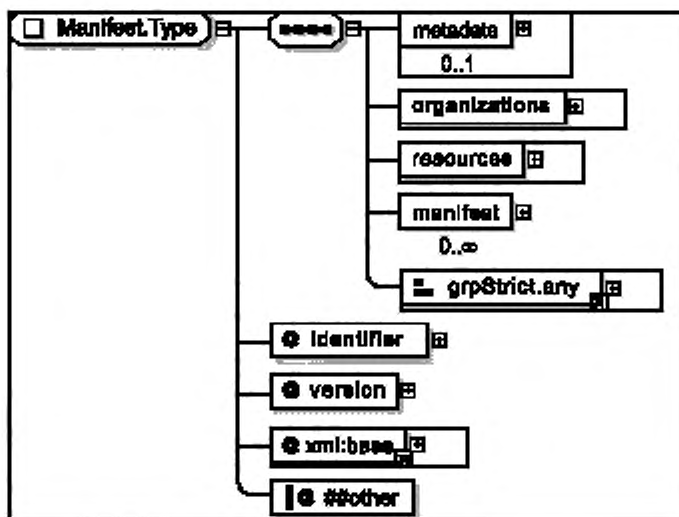 Manifest.Type
metadata
0..1
organizations
resources
manifest
0..∞
grpStrict.any
identifier
version
xml:base
##other